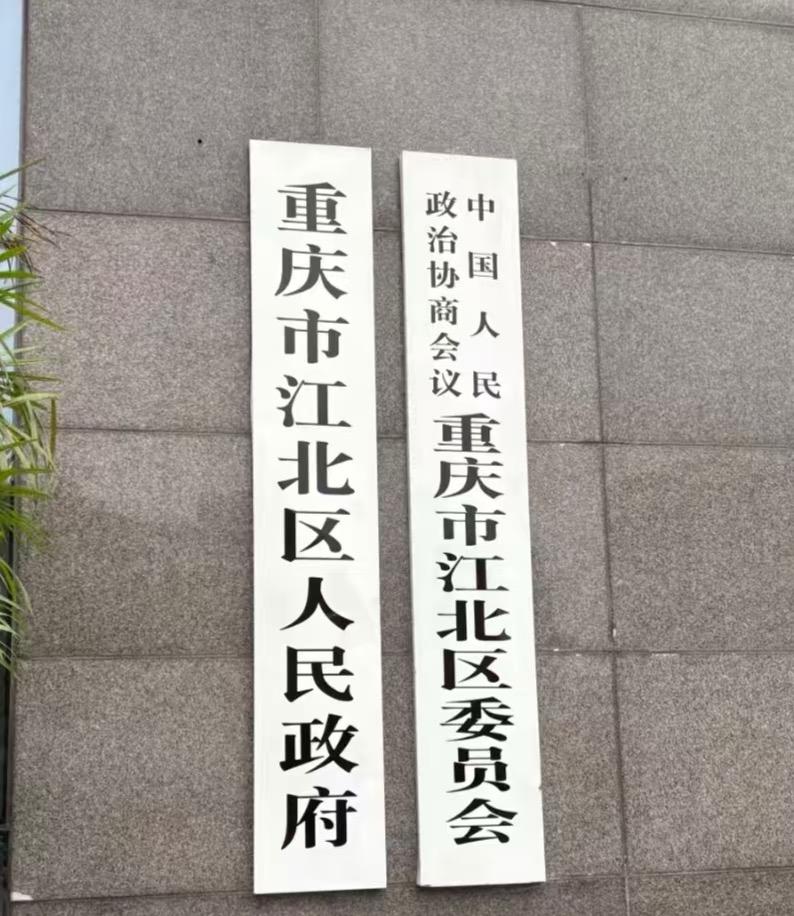 重庆市江北区人民政府
中国人民
政治协商会议
重庆市江北区委员会